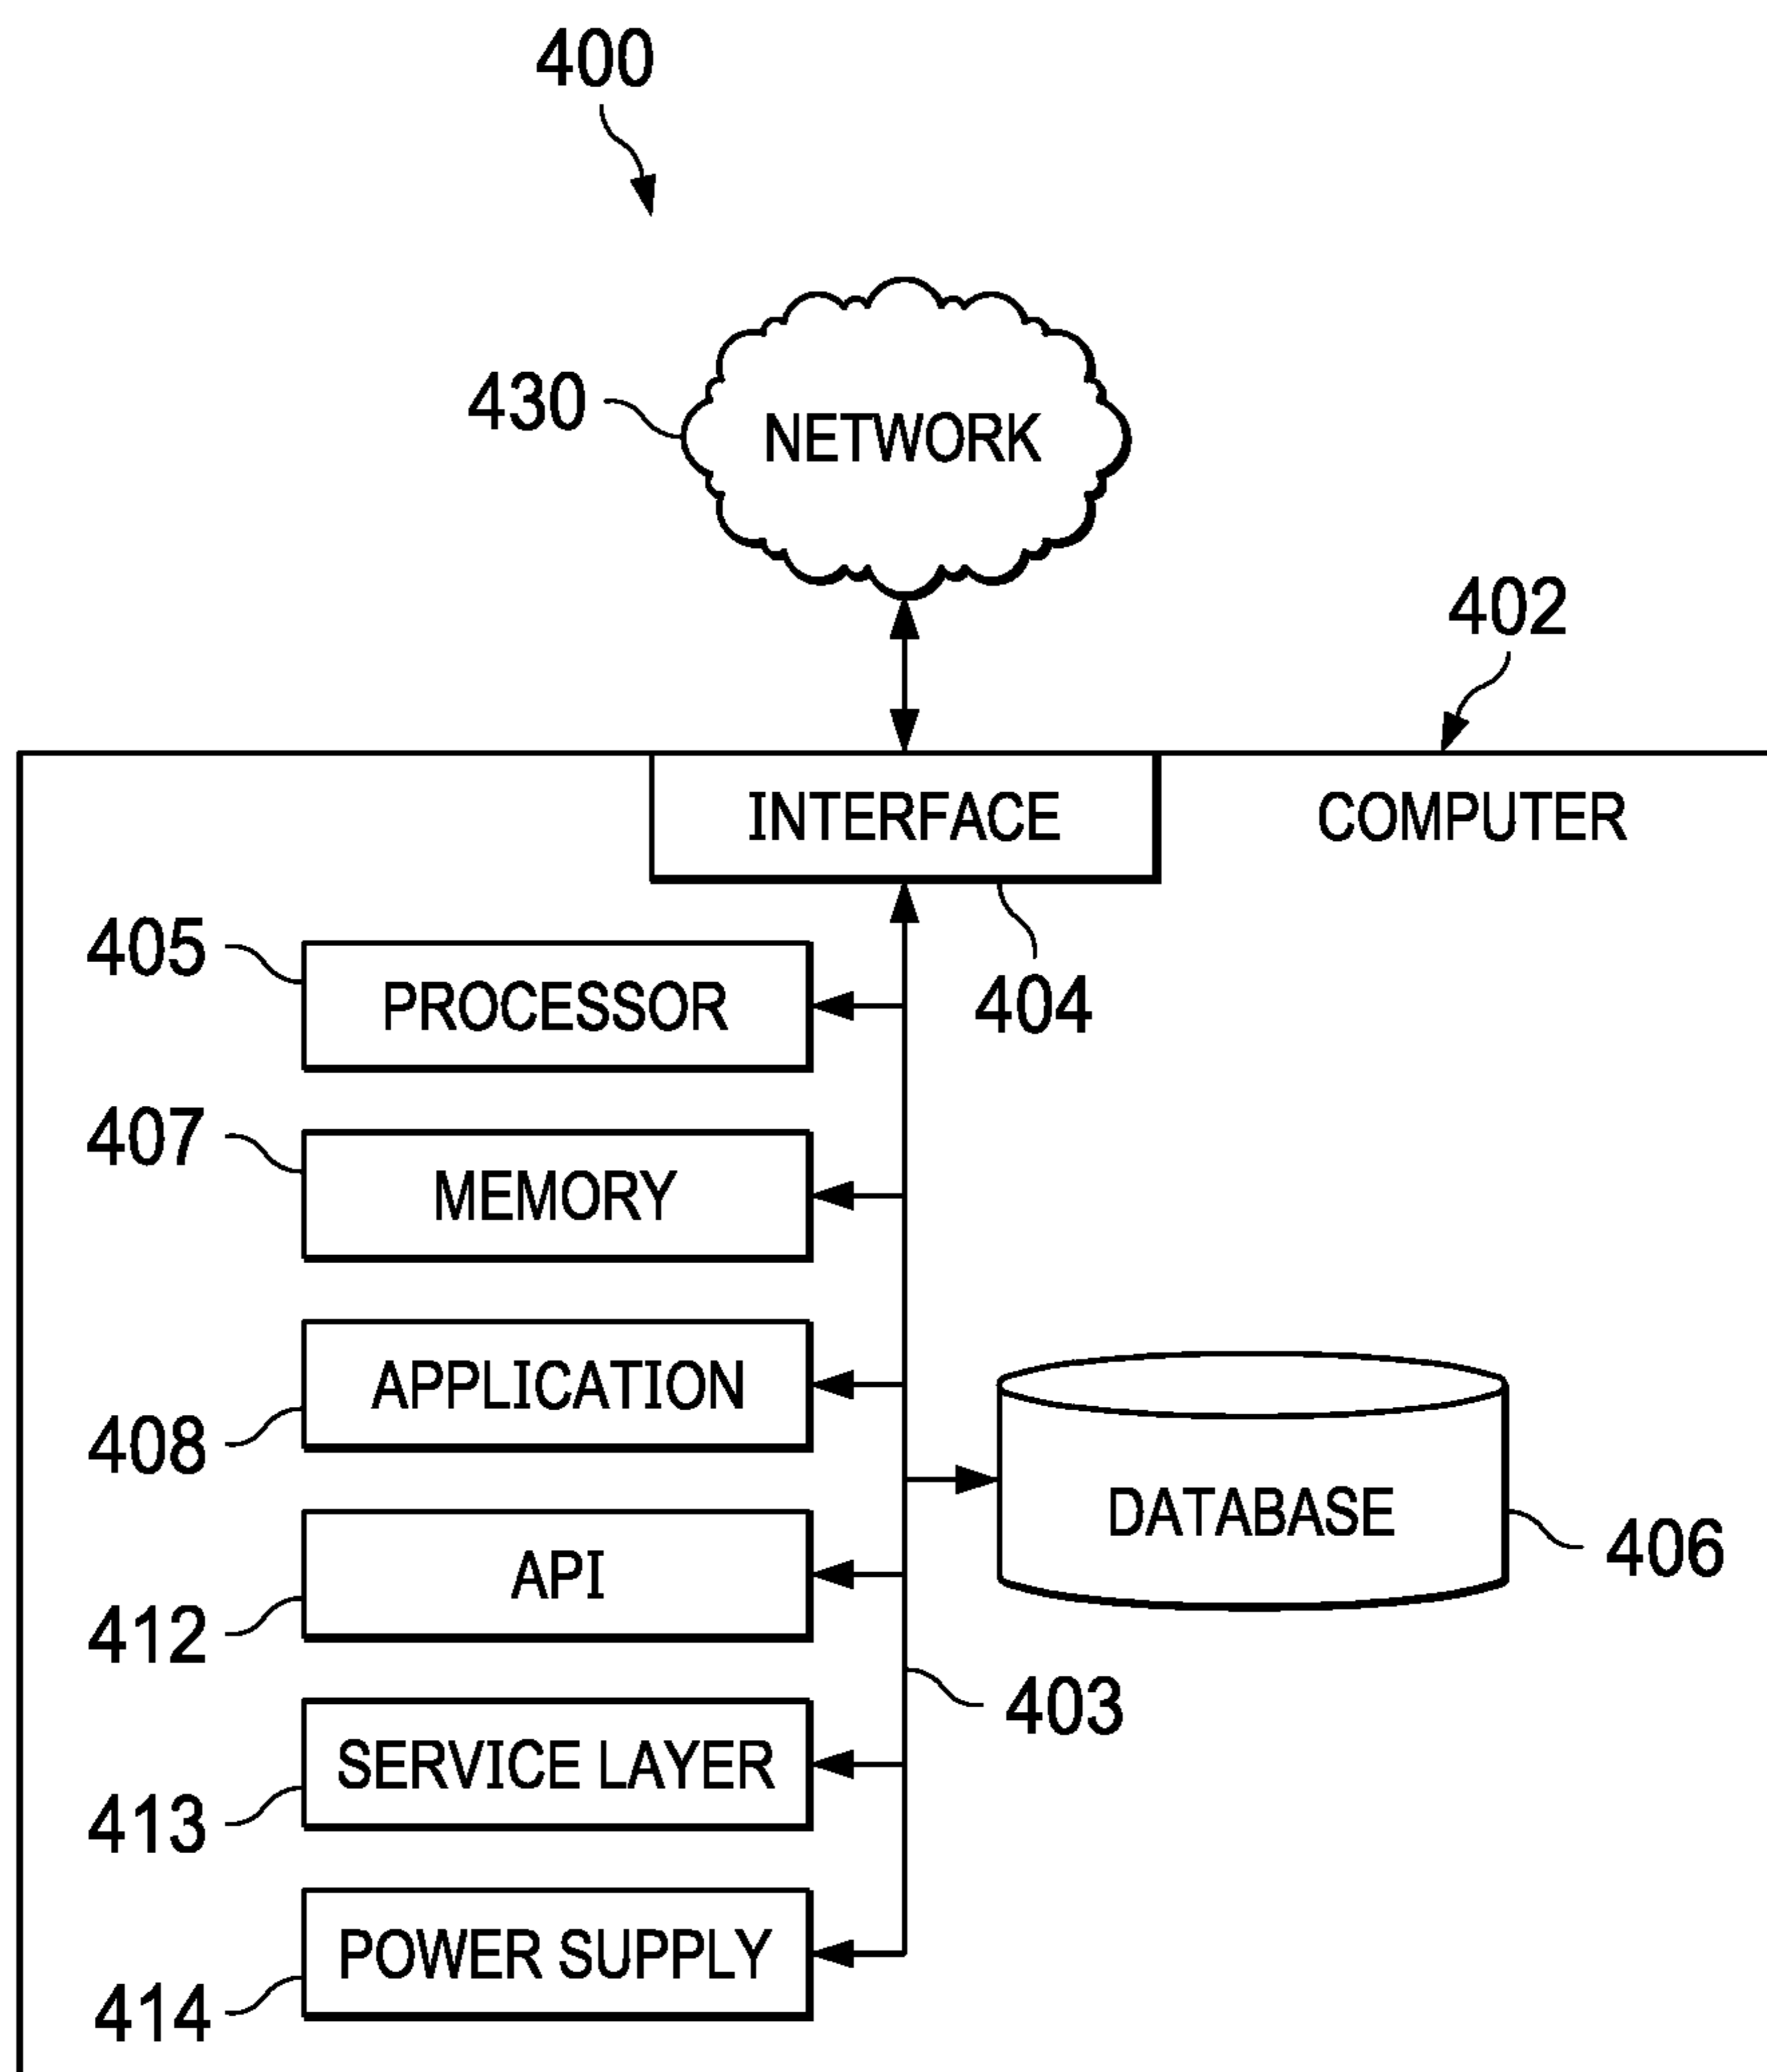 400
430
NETWORK
402
INTERFACE
COMPUTER
405
PROCESSOR
404
407
MEMORY
APPLICATION
408
DATABASE
406
API
412
403
SERVICE LAYER
413
POWER SUPPLY
414